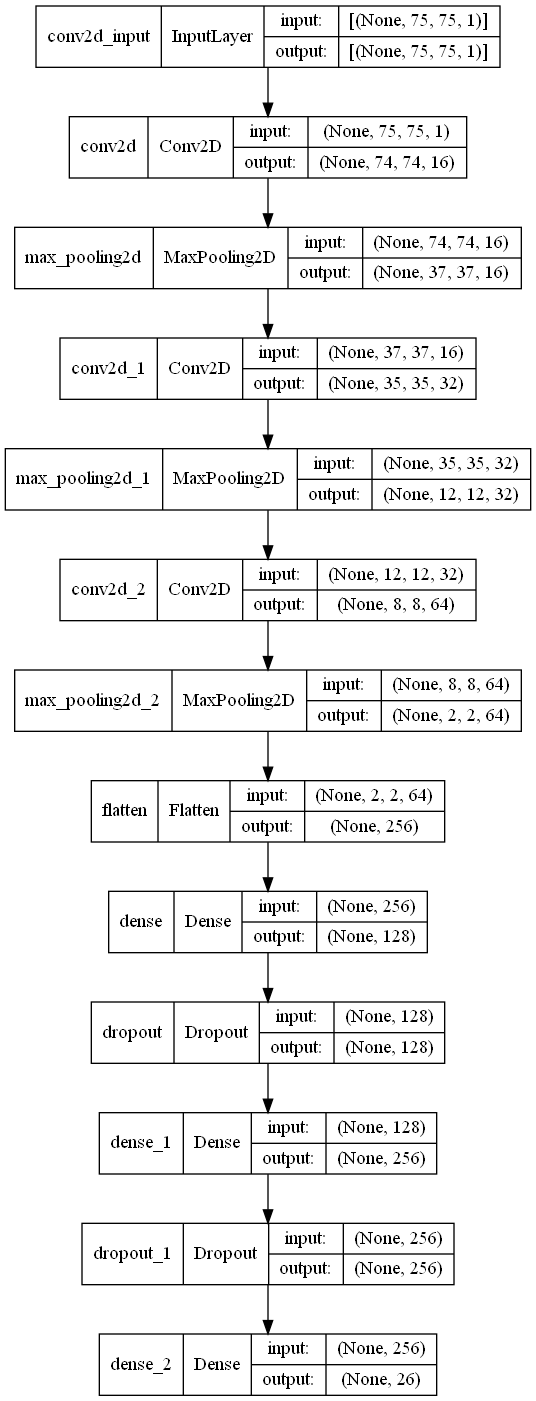 conv2d_input InputLayer input: [(None, 75, 75, 1)]
output: [(None, 75, 75, 1)]
conv2d Conv2D input: (None, 75, 75, 1)
output: (None, 74, 74, 16)
max_pooling2d MaxPooling2D input: (None, 74, 74, 16)
output: (None, 37, 37, 16)
conv2d_1 Conv2D input: (None, 37, 37, 16)
output: (None, 35, 35, 32)
max_pooling2d_1 MaxPooling2D input: (None, 35, 35, 32)
output: (None, 12, 12, 32)
conv2d_2 Conv2D input: (None, 12, 12, 32)
output: (None, 8, 8, 64)
max_pooling2d_2 MaxPooling2D input: (None, 8, 8, 64)
output: (None, 2, 2, 64)
flatten Flatten input: (None, 2, 2, 64)
output: (None, 256)
dense Dense input: (None, 256)
output: (None, 128)
dropout Dropout input: (None, 128)
output: (None, 128)
dense_1 Dense input: (None, 128)
output: (None, 256)
dropout_1 Dropout input: (None, 256)
output: (None, 256)
dense_2 Dense input: (None, 256)
output: (None, 26)